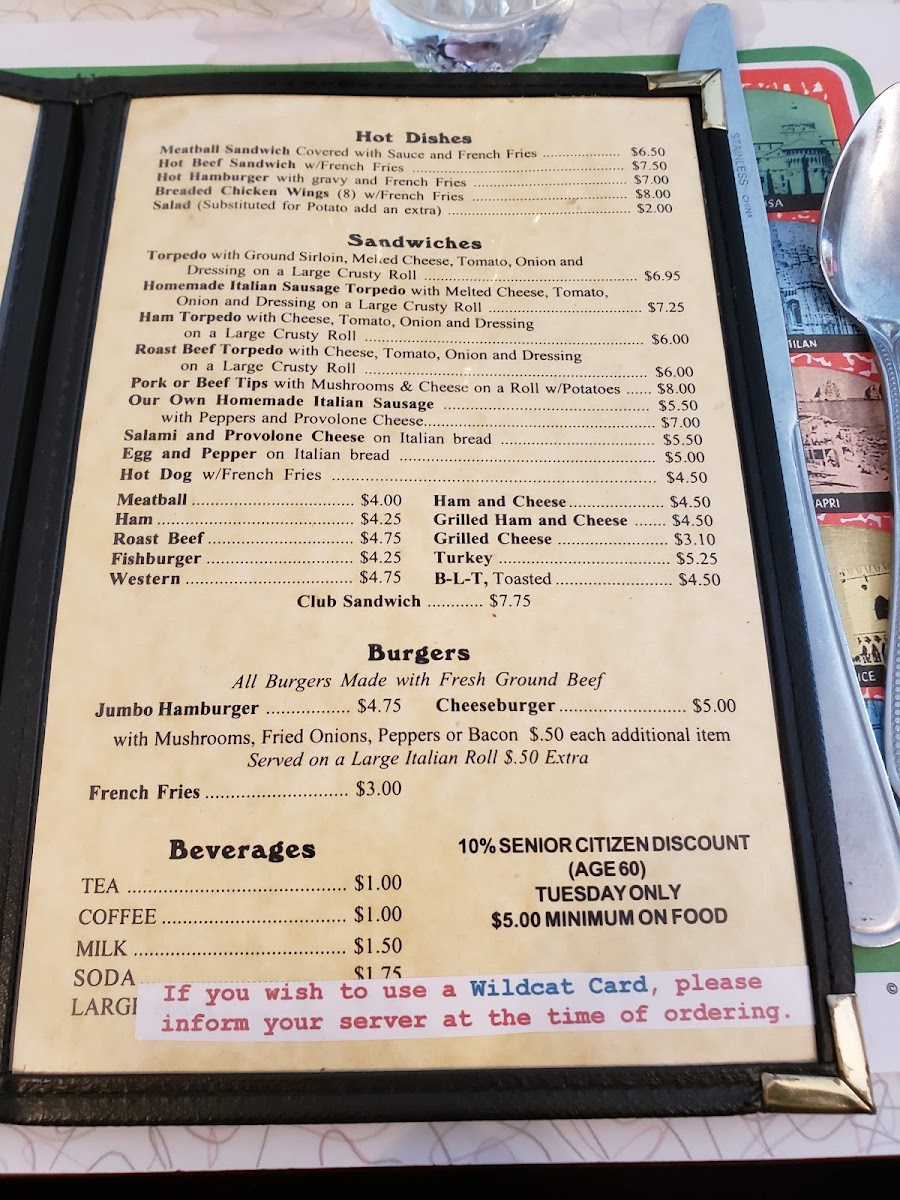 Hot Dishes
Meatball Sandwich Covered with Sauce and French Fries .................... $6.50
Hot Beef Sandwich w/French Fries ...................................................... $7.50
Hot Hamburger with gravy and French Fries ....................................... $7.00
Breaded Chicken Wings (8) w/French Fries ......................................... $8.00
Salad (Substituted for Potato add an extra) ............................................. $2.00
Sandwiches
Torpedo with Ground Sirloin, Melted Cheese, Tomato, Onion and
Dressing on a Large Crusty Roll .................................................. $6.95
Homemade Italian Sausage Torpedo with Melted Cheese, Tomato,
Onion and Dressing on a Large Crusty Roll .................................... $7.25
Ham Torpedo with Cheese, Tomato, Onion and Dressing
on a Large Crusty Roll .................................................................. $6.00
Roast Beef Torpedo with Cheese, Tomato, Onion and Dressing
on a Large Crusty Roll .................................................................. $6.00
Pork or Beef Tips with Mushrooms & Cheese on a Roll w/Potatoes ...... $8.00
Our Own Homemade Italian Sausage ................................................ $5.50
with Peppers and Provolone Cheese...................................................... $7.00
Salami and Provolone Cheese on Italian bread ................................... $5.50
Egg and Pepper on Italian bread ........................................................ $5.00
Hot Dog w/French Fries .................................................................... $4.50
Meatball ................................ $4.00 Ham and Cheese................... $4.50
Ham ....................................... $4.25 Grilled Ham and Cheese ...... $4.50
Roast Beef............................. $4.75 Grilled Cheese ...................... $3.10
Fishburger ............................. $4.25 Turkey .................................. $5.25
Western ................................. $4.75 B-L-T, Toasted ....................... $4.50
Club Sandwich ............ $7.75
Burgers
All Burgers Made with Fresh Ground Beef
Jumbo Hamburger ................. $4.75 Cheeseburger ......................... $5.00
with Mushrooms, Fried Onions, Peppers or Bacon $.50 each additional item
Served on a Large Italian Roll $.50 Extra
French Fries ............................ $3.00
Beverages
TEA ........................................... $1.00
COFFEE .................................... $1.00
MILK ......................................... $1.50
SODA $1.75
LARGE
10% SENIOR CITIZEN DISCOUNT
(AGE 60)
TUESDAY ONLY
$5.00 MINIMUM ON FOOD
If you wish to use a Wildcat Card, please
inform your server at the time of ordering.
STAINLESS CHINA
MILAN
©